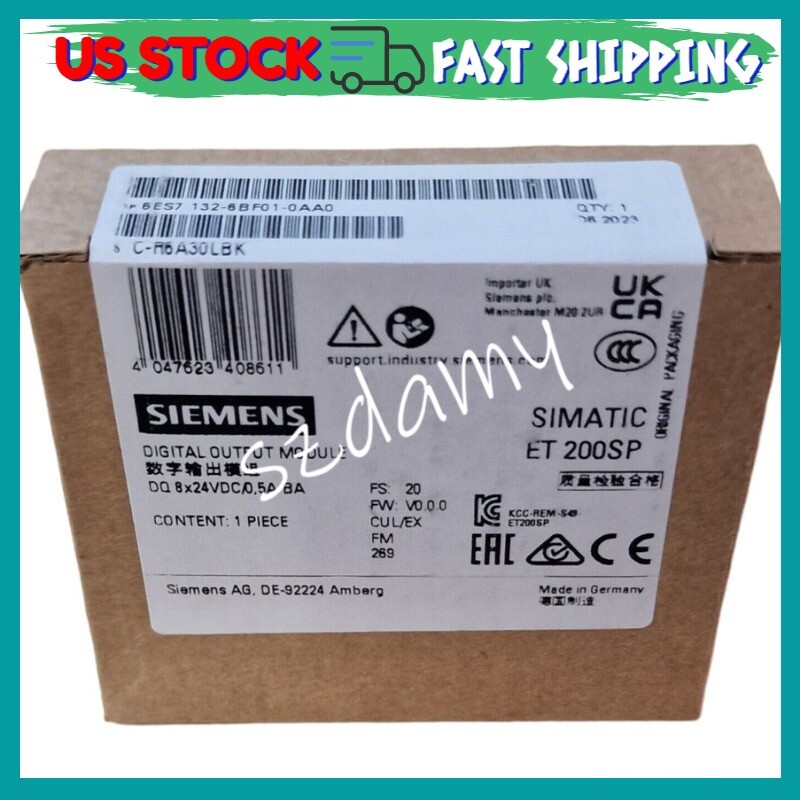 US STOCK FAST SHIPPING
6ES7 132-6BF01-0AA0
QTY: 1
06.2023
C-R6A30LBK
Importer UK
Siemens plc.
Manchester M20 2UR
UK
CA
4 047623 408611
support.industry.siemens.com
CCC
ORIGINAL PACKAGING
szdamy
SIEMENS
SIMATIC
ET 200SP
DIGITAL OUTPUT MODULE
数字输出模组
质量检验合格
DQ 8x24VDC/0,5A BA
FS: 20
FW: V0.0.0
CONTENT: 1 PIECE
CUL/EX
FM
269
KCC-REM-S49-
ET200SP
EAC
CE
Siemens AG, DE-92224 Amberg
Made in Germany
德国制造